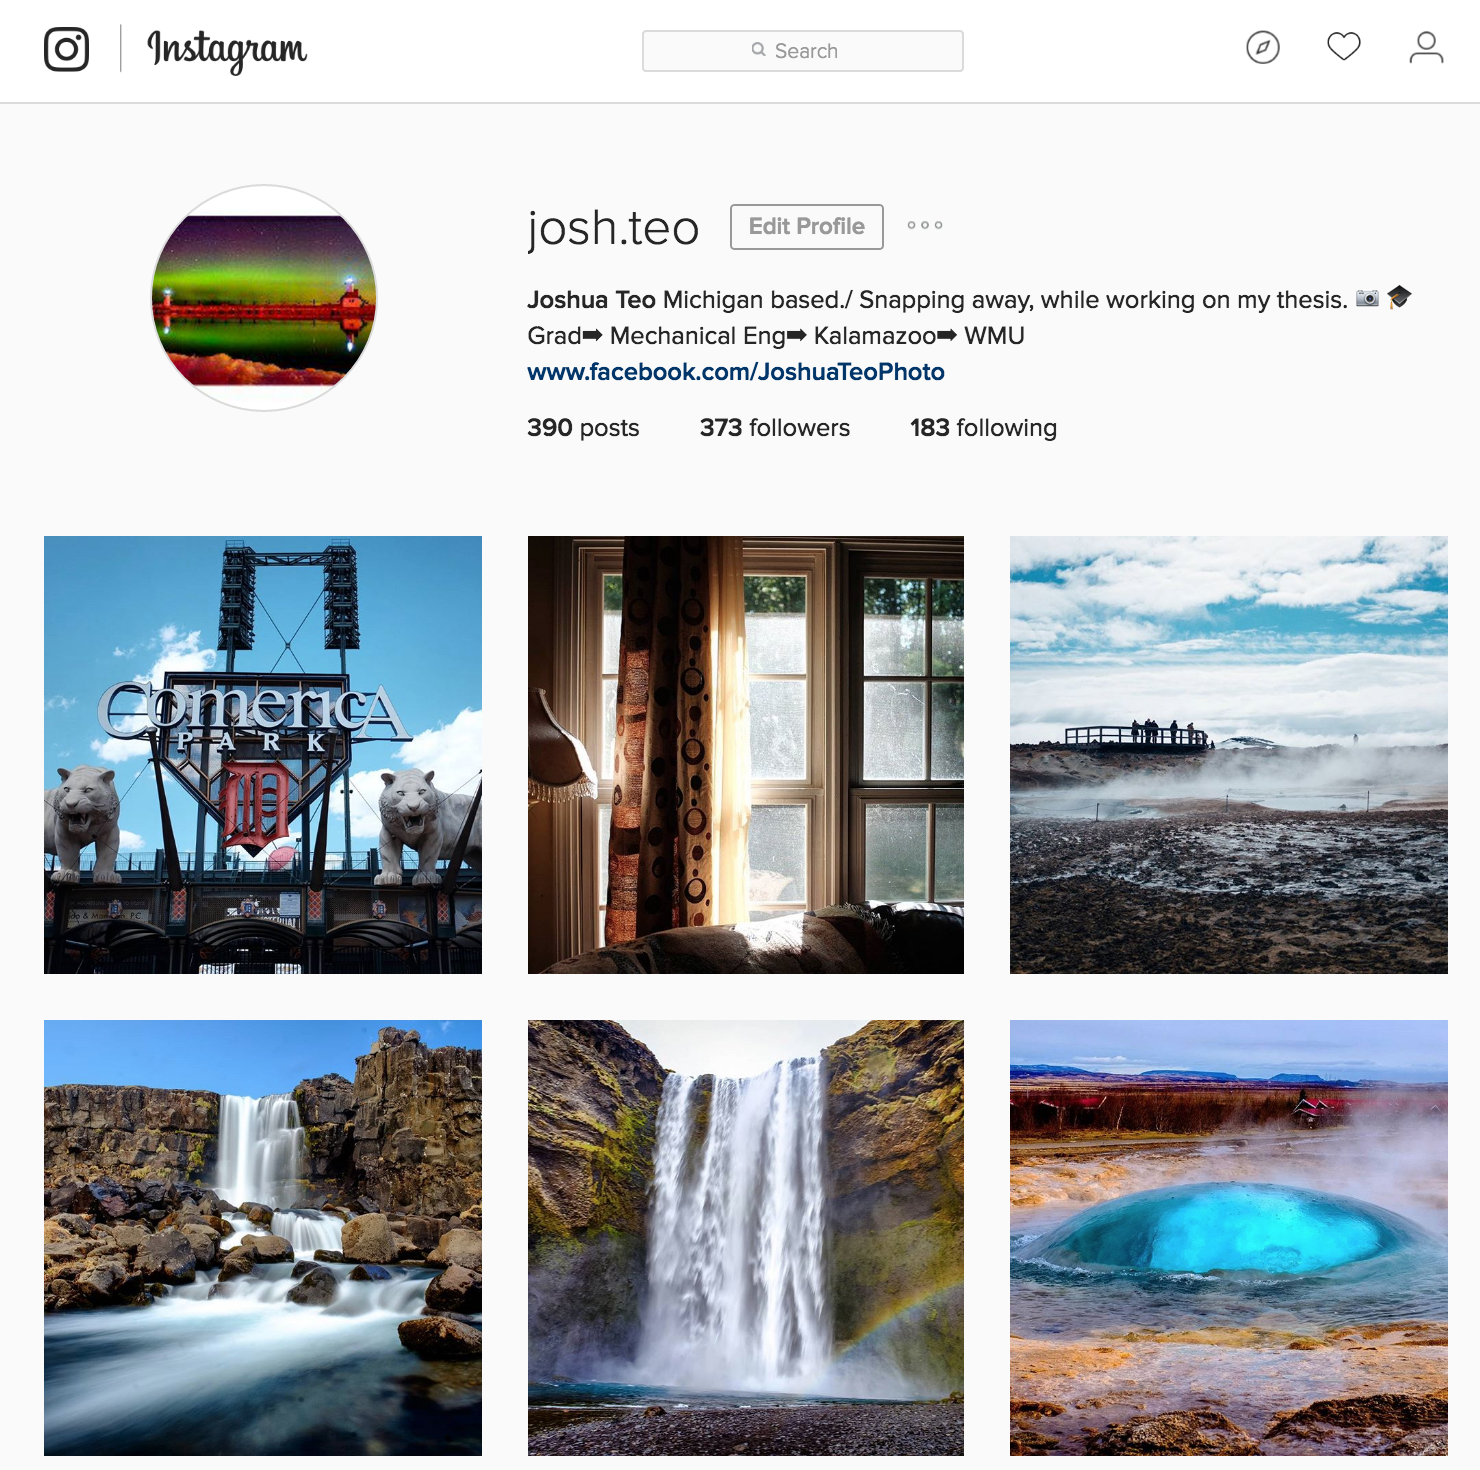 Instagram
Search
josh.teo Edit Profile
Joshua Teo Michigan based./ Snapping away, while working on my thesis. 📷 🎓
Grad➡ Mechanical Eng➡ Kalamazoo➡ WMU
www.facebook.com/JoshuaTeoPhoto
390 posts 373 followers 183 following
Comerica
PARK
D